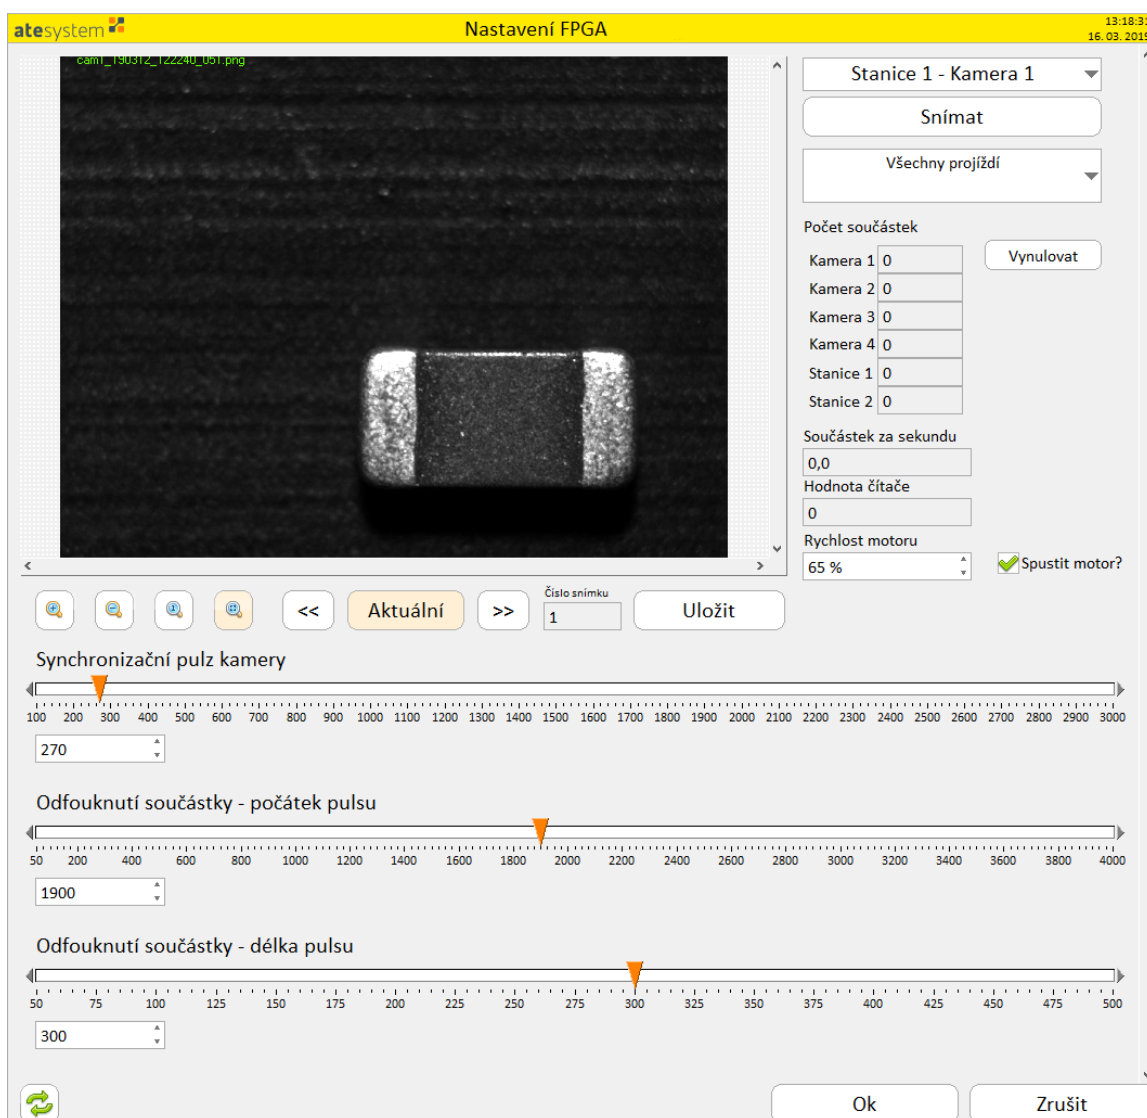 atesystem
Nastavení FPGA
13:18:31
16. 03. 2019
cam1_190312_122240_051.png
Stanice 1 - Kamera 1
Snímat
Všechny projíždí
Počet součástek
Kamera 1 0
Vynulovat
Kamera 2 0
Kamera 3 0
Kamera 4 0
Stanice 1 0
Stanice 2 0
Součástek za sekundu
0,0
Hodnota čítače
0
Rychlost motoru
65 %
Spustit motor?
<<
Aktuální
>>
Číslo snímku
1
Uložit
Synchronizační pulz kamery
100 200 300 400 500 600 700 800 900 1000 1100 1200 1300 1400 1500 1600 1700 1800 1900 2000 2100 2200 2300 2400 2500 2600 2700 2800 2900 3000
270
Odfouknutí součástky - počátek pulsu
50 200 400 600 800 1000 1200 1400 1600 1800 2000 2200 2400 2600 2800 3000 3200 3400 3600 3800 4000
1900
Odfouknutí součástky - délka pulsu
50 75 100 125 150 175 200 225 250 275 300 325 350 375 400 425 450 475 500
300
Ok
Zrušit